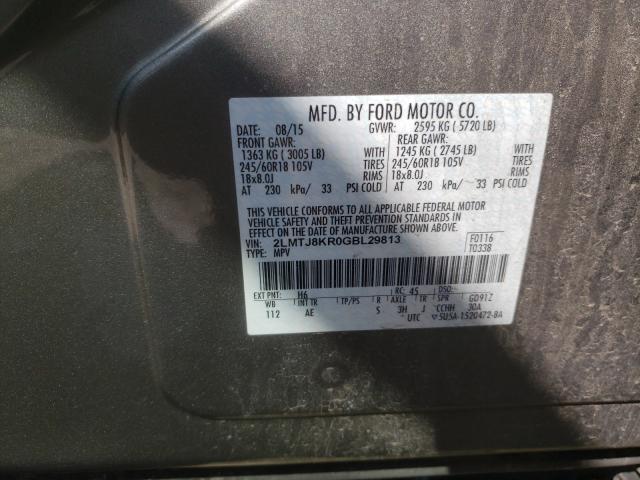 MFD. BY FORD MOTOR CO.
DATE: 08/15 GVWR: 2595 KG ( 5720 LB)
FRONT GAWR: REAR GAWR:
1363 KG ( 3005 LB) WITH 1245 KG ( 2745 LB) WITH
245/60R18 105V TIRES 245/60R18 105V TIRES
18x8.0J RIMS 18x8.0J RIMS
AT 230 kPa/ 33 PSI COLD AT 230 kPa/ 33 PSI COLD
THIS VEHICLE CONFORMS TO ALL APPLICABLE FEDERAL MOTOR
VEHICLE SAFETY AND THEFT PREVENTION STANDARDS IN
EFFECT ON THE DATE OF MANUFACTURE SHOWN ABOVE.
VIN: 2LMTJ8KR0GBL29813 F0116
TYPE: MPV T0338
EXT PNT: H6 RC: 45 DSO:
WB INT TR TP/PS R AXLE TR SPR GD91Z
112 AE S 3H J CCHH 30A
UTC ▽5U5A-1520472-BA